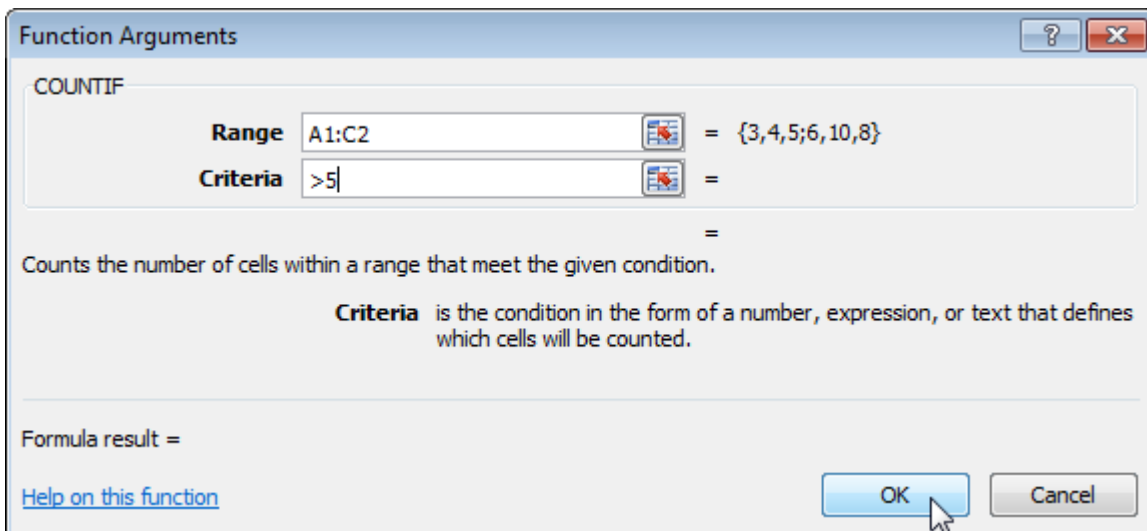 Function Arguments
COUNTIF
Range A1:C2 = {3,4,5;6,10,8}
Criteria >5 =
=
Counts the number of cells within a range that meet the given condition.
Criteria is the condition in the form of a number, expression, or text that defines
which cells will be counted.
Formula result =
Help on this function OK Cancel